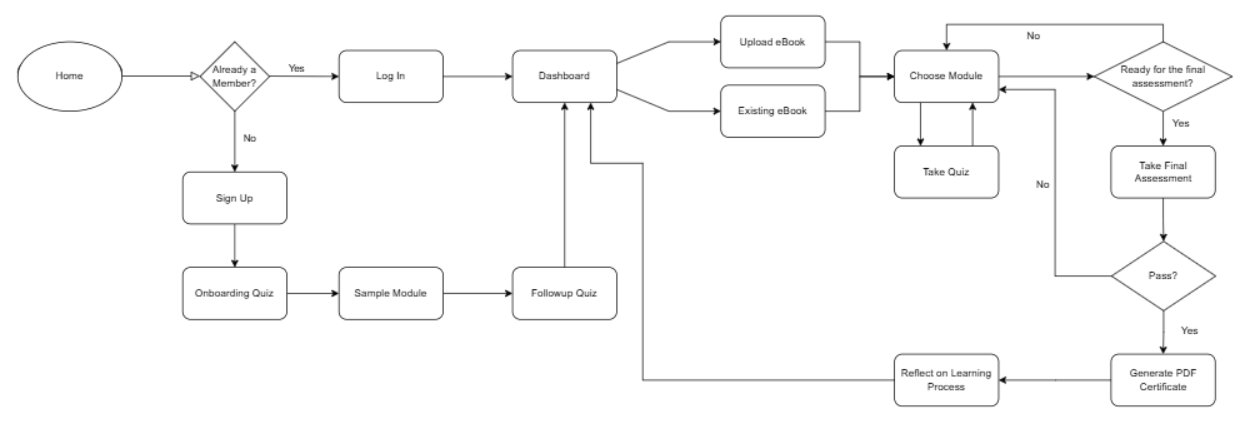 Home
Already a
Member?
Yes
Log In
Dashboard
Upload eBook
Existing eBook
Choose Module
No
Ready for the final
assessment?
No
Yes
Take Quiz
Take Final
Assessment
Sign Up
No
Pass?
Onboarding Quiz
Sample Module
Followup Quiz
Yes
Reflect on Learning
Process
Generate PDF
Certificate